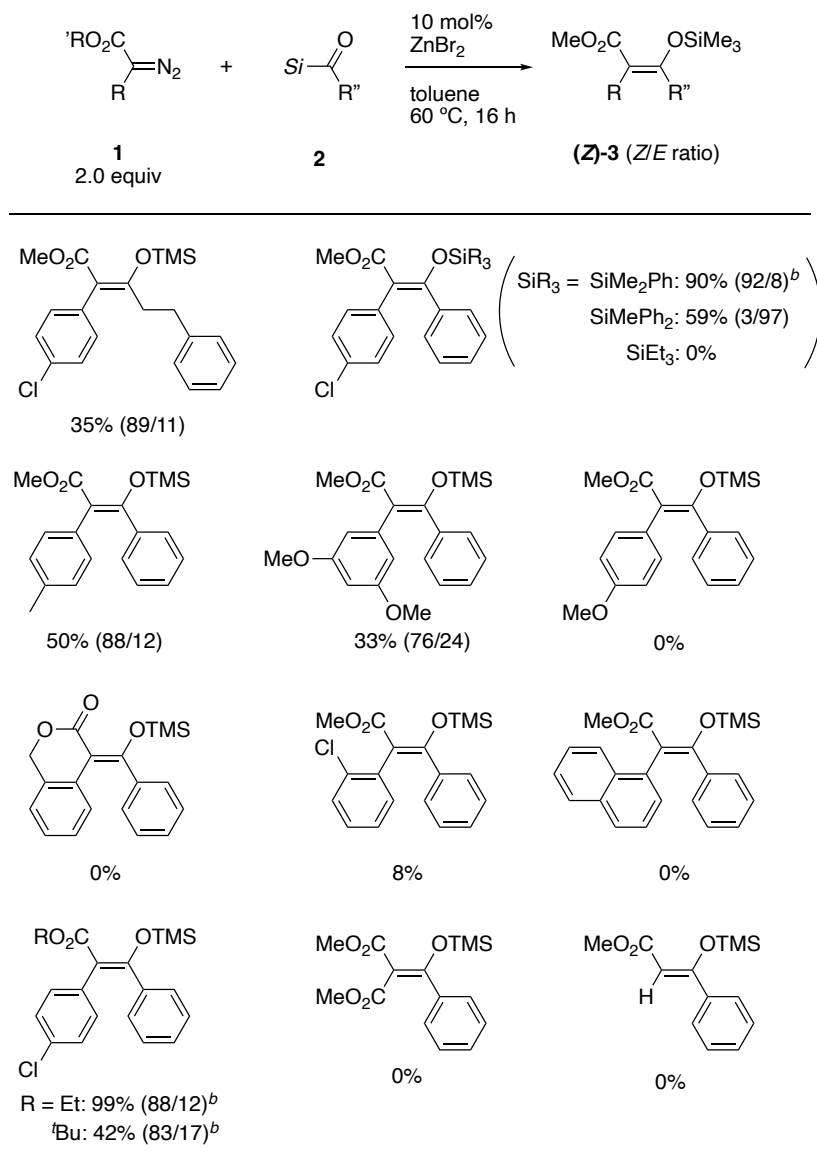 'RO₂C
N₂
R
1
2.0 equiv
+
Si
O
R"
2
10 mol%
ZnBr₂
toluene
60 ºC, 16 h
MeO₂C OSiMe₃
R R"
(Z)-3 (Z/E ratio)
MeO₂C OTMS
Cl
35% (89/11)
MeO₂C OSiR₃
Cl
SiR₃ = SiMe₂Ph: 90% (92/8)ᵇ
SiMePh₂: 59% (3/97)
SiEt₃: 0%
MeO₂C OTMS
50% (88/12)
MeO₂C OTMS
MeO
OMe
33% (76/24)
MeO₂C OTMS
MeO
0%
O
O OTMS
0%
MeO₂C OTMS
Cl
8%
MeO₂C OTMS
0%
RO₂C OTMS
Cl
R = Et: 99% (88/12)ᵇ
ᵗBu: 42% (83/17)ᵇ
MeO₂C OTMS
MeO₂C
0%
MeO₂C OTMS
H
0%